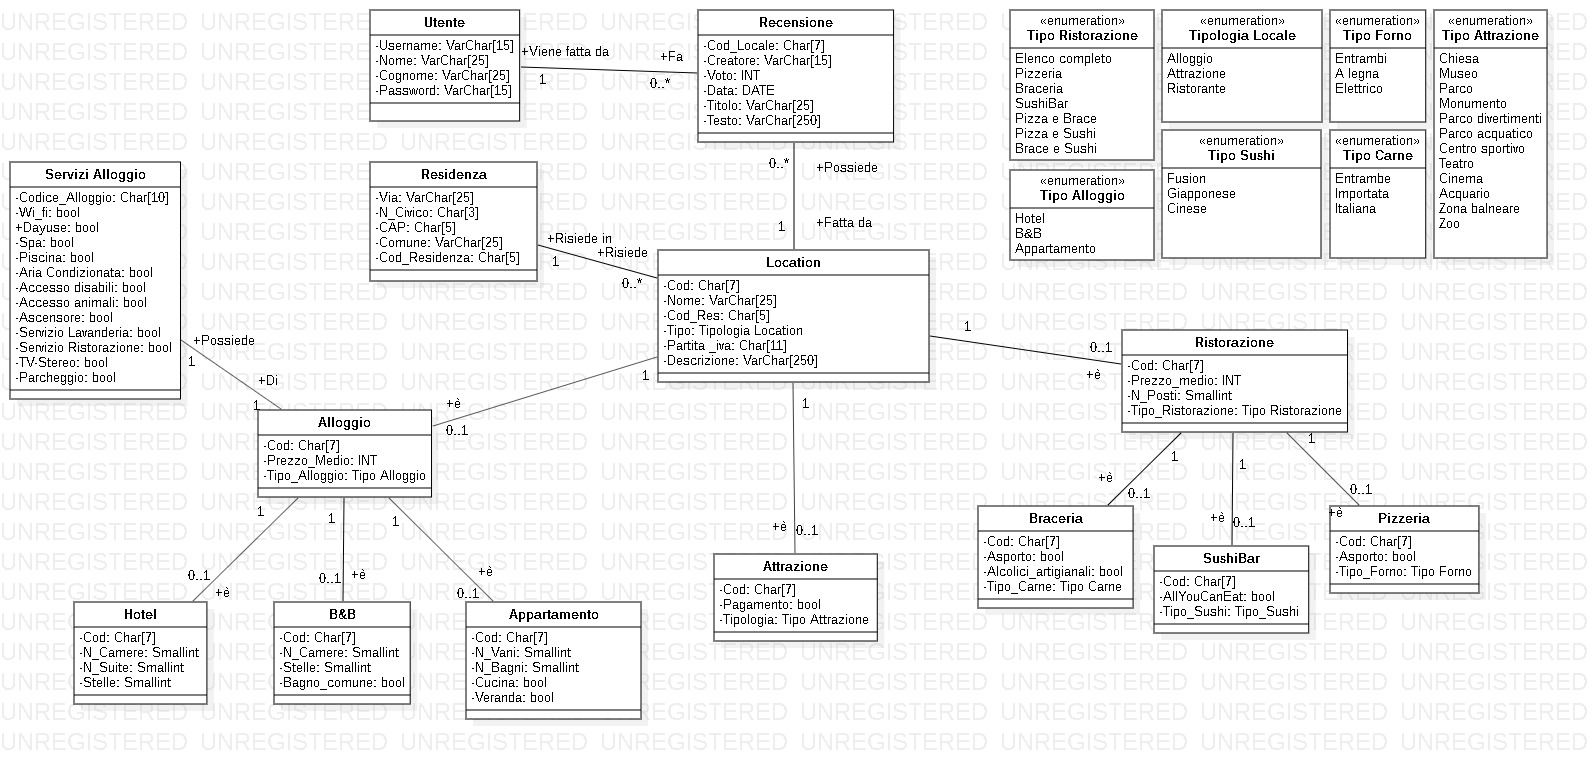 Utente
-Username: VarChar[15]
-Nome: VarChar[25]
-Cognome: VarChar[25]
-Password: VarChar[15]
+Viene fatta da
1
+Fa
0..*
Recensione
-Cod_Locale: Char[7]
-Creatore: VarChar[15]
-Voto: INT
-Data: DATE
-Titolo: VarChar[25]
-Testo: VarChar[250]
0..*
+Possiede
1
+Fatta da
«enumeration»
Tipo Ristorazione
Elenco completo
Pizzeria
Braceria
SushiBar
Pizza e Brace
Pizza e Sushi
Brace e Sushi
«enumeration»
Tipologia Locale
Alloggio
Attrazione
Ristorante
«enumeration»
Tipo Forno
Entrambi
A legna
Elettrico
«enumeration»
Tipo Attrazione
Chiesa
Museo
Parco
Monumento
Parco divertimenti
Parco acquatico
Centro sportivo
Teatro
Cinema
Acquario
Zona balneare
Zoo
«enumeration»
Tipo Alloggio
Hotel
B&B
Appartamento
«enumeration»
Tipo Sushi
Fusion
Giapponese
Cinese
«enumeration»
Tipo Carne
Entrambe
Importata
Italiana
Servizi Alloggio
-Codice_Alloggio: Char[10]
-Wi_fi: bool
+Dayuse: bool
-Spa: bool
-Piscina: bool
-Aria Condizionata: bool
-Accesso disabili: bool
-Accesso animali: bool
-Ascensore: bool
-Servizio Lavanderia: bool
-Servizio Ristorazione: bool
-TV-Stereo: bool
-Parcheggio: bool
+Possiede
1
+Di
1
Residenza
-Via: VarChar[25]
-N_Civico: Char[3]
-CAP: Char[5]
-Comune: VarChar[25]
-Cod_Residenza: Char[5]
+Risiede in
1
+Risiede
0..*
Location
-Cod: Char[7]
-Nome: VarChar[25]
-Cod_Res: Char[5]
-Tipo: Tipologia Location
-Partita _iva: Char[11]
-Descrizione: VarChar[250]
1
+è
0..1
1
0..1
+è
1
+è
0..1
Ristorazione
-Cod: Char[7]
-Prezzo_medio: INT
-N_Posti: Smallint
-Tipo_Ristorazione: Tipo Ristorazione
1
+è
0..1
1
+è
0..1
1
0..1
+è
Alloggio
-Cod: Char[7]
-Prezzo_Medio: INT
-Tipo_Alloggio: Tipo Alloggio
1
0..1
+è
1
0..1
+è
1
+è
0..1
Hotel
-Cod: Char[7]
-N_Camere: Smallint
-N_Suite: Smallint
-Stelle: Smallint
B&B
-Cod: Char[7]
-N_Camere: Smallint
-Stelle: Smallint
-Bagno_comune: bool
Appartamento
-Cod: Char[7]
-N_Vani: Smallint
-N_Bagni: Smallint
-Cucina: bool
-Veranda: bool
Attrazione
-Cod: Char[7]
-Pagamento: bool
-Tipologia: Tipo Attrazione
Braceria
-Cod: Char[7]
-Asporto: bool
-Alcolici_artigianali: bool
-Tipo_Carne: Tipo Carne
SushiBar
-Cod: Char[7]
-AllYouCanEat: bool
-Tipo_Sushi: Tipo_Sushi
Pizzeria
-Cod: Char[7]
-Asporto: bool
-Tipo_Forno: Tipo Forno
UNREGISTERED